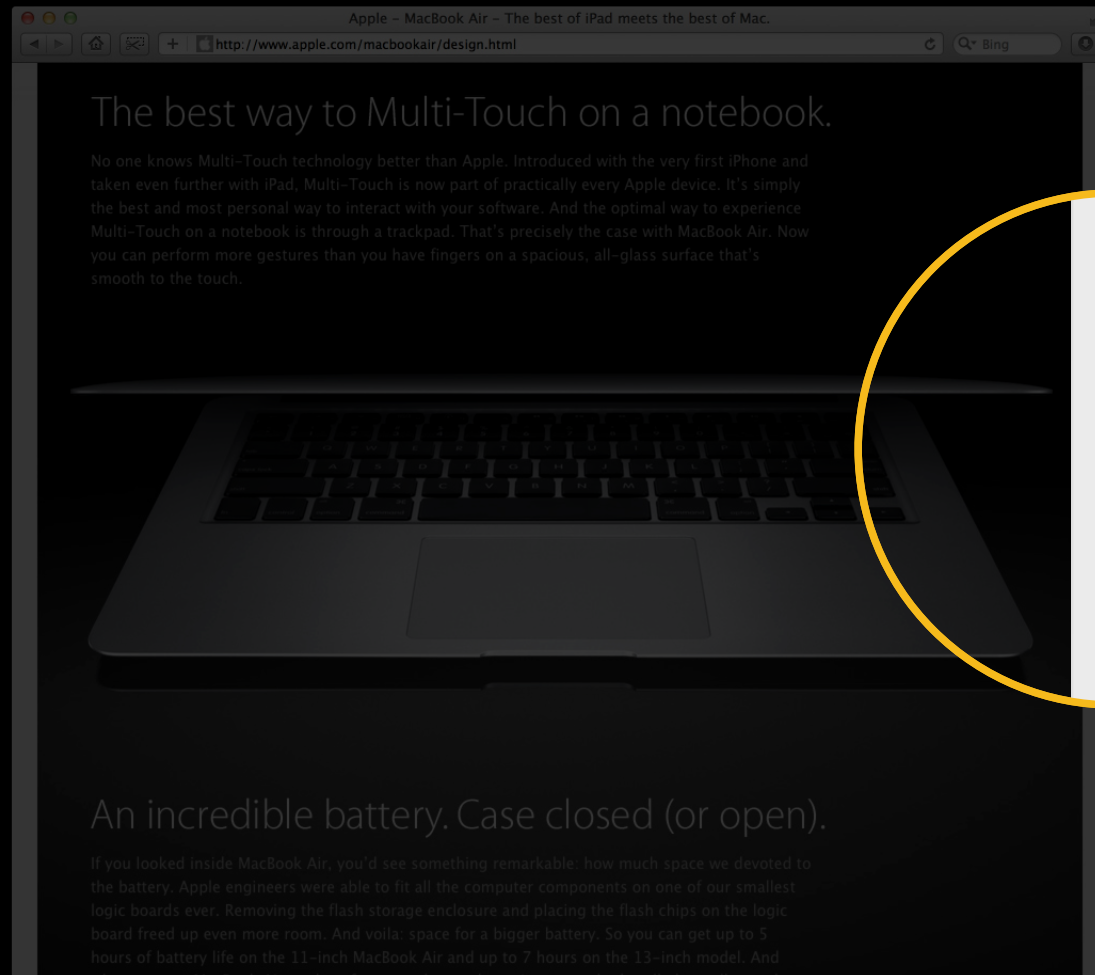 Apple – MacBook Air – The best of iPad meets the best of Mac.
http://www.apple.com/macbookair/design.html
Bing
The best way to Multi-Touch on a notebook.
No one knows Multi-Touch technology better than Apple. Introduced with the very first iPhone and
taken even further with iPad, Multi-Touch is now part of practically every Apple device. It's simply
the best and most personal way to interact with your software. And the optimal way to experience
Multi-Touch on a notebook is through a trackpad. That's precisely the case with MacBook Air. Now
you can perform more gestures than you have fingers on a spacious, all-glass surface that's
smooth to the touch.
An incredible battery. Case closed (or open).
If you looked inside MacBook Air, you'd see something remarkable: how much space we devoted to
the battery. Apple engineers were able to fit all the computer components on one of our smallest
logic boards ever. Removing the flash storage enclosure and placing the flash chips on the logic
board freed up even more room. And voila: space for a bigger battery. So you can get up to 5
hours of battery life on the 11-inch MacBook Air and up to 7 hours on the 13-inch model. And